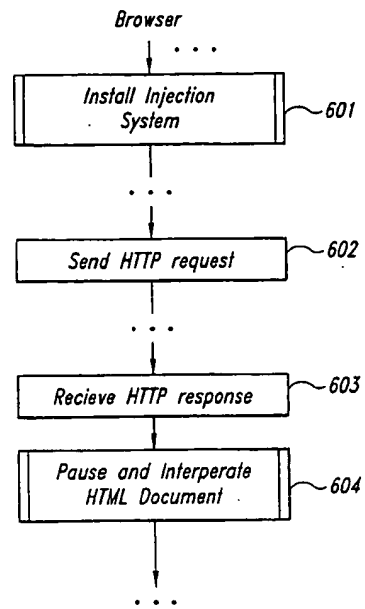 Browser
. . .
Install Injection
System
601
. . .
Send HTTP request
602
. . .
Recieve HTTP response
603
Pause and Interperate
HTML Document
604
. . .